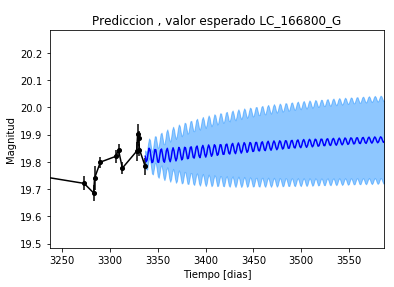 Prediccion , valor esperado LC_166800_G
Magnitud
20.2
20.1
20.0
19.9
19.8
19.7
19.6
19.5
3250 3300 3350 3400 3450 3500 3550
Tiempo [dias]